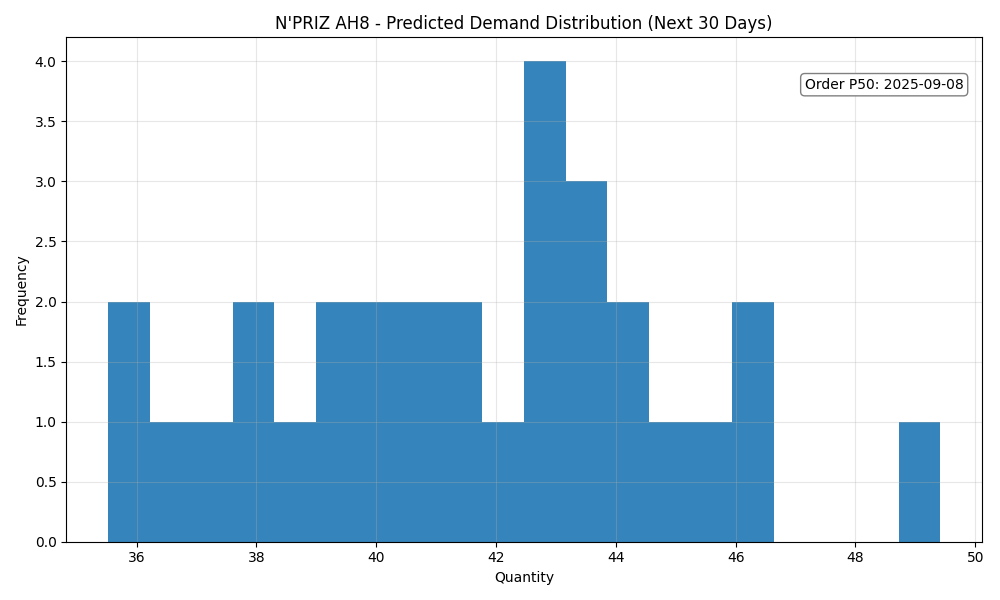 N'PRIZ AH8 - Predicted Demand Distribution (Next 30 Days)
Order P50: 2025-09-08
Frequency
4.0
3.5
3.0
2.5
2.0
1.5
1.0
0.5
0.0
36 38 40 42 44 46 48 50
Quantity